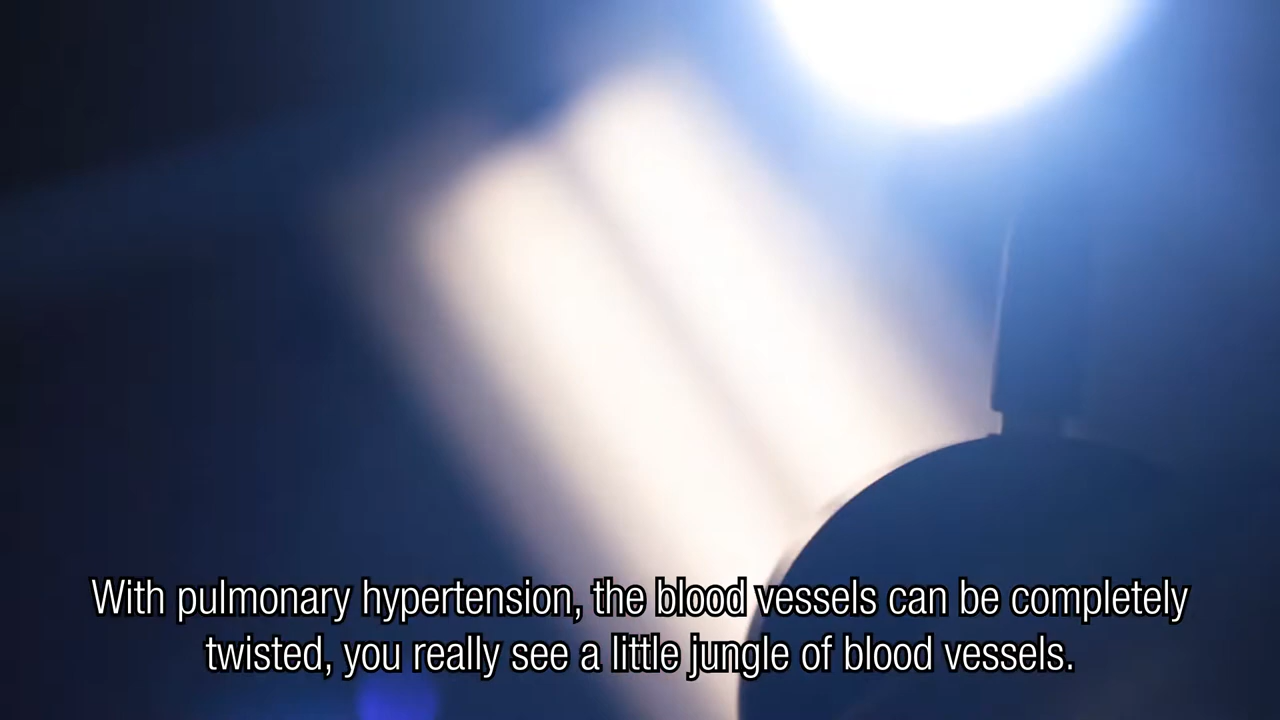 With pulmonary hypertension, the blood vessels can be completely
twisted, you really see a little jungle of blood vessels.